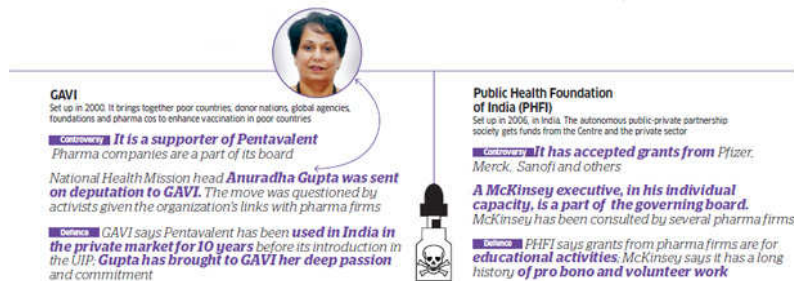 GAVI
Set up in 2000. It brings together poor countries, donor nations, global agencies,
foundations and pharma cos to enhance vaccination in poor countries
Controversy It is a supporter of Pentavalent
Pharma companies are a part of its board
National Health Mission head Anuradha Gupta was sent
on deputation to GAVI. The move was questioned by
activists given the organization's links with pharma firms
Defence GAVI says Pentavalent has been used in India in
the private market for 10 years before its introduction in
the UIP; Gupta has brought to GAVI her deep passion
and commitment
Public Health Foundation
of India (PHFI)
Set up in 2006, in India. The autonomous public-private partnership
society gets funds from the Centre and the private sector
Controversy It has accepted grants from Pfizer,
Merck, Sanofi and others
A McKinsey executive, in his individual
capacity, is a part of the governing board.
McKinsey has been consulted by several pharma firms
Defence PHFI says grants from pharma firms are for
educational activities; McKinsey says it has a long
history of pro bono and volunteer work